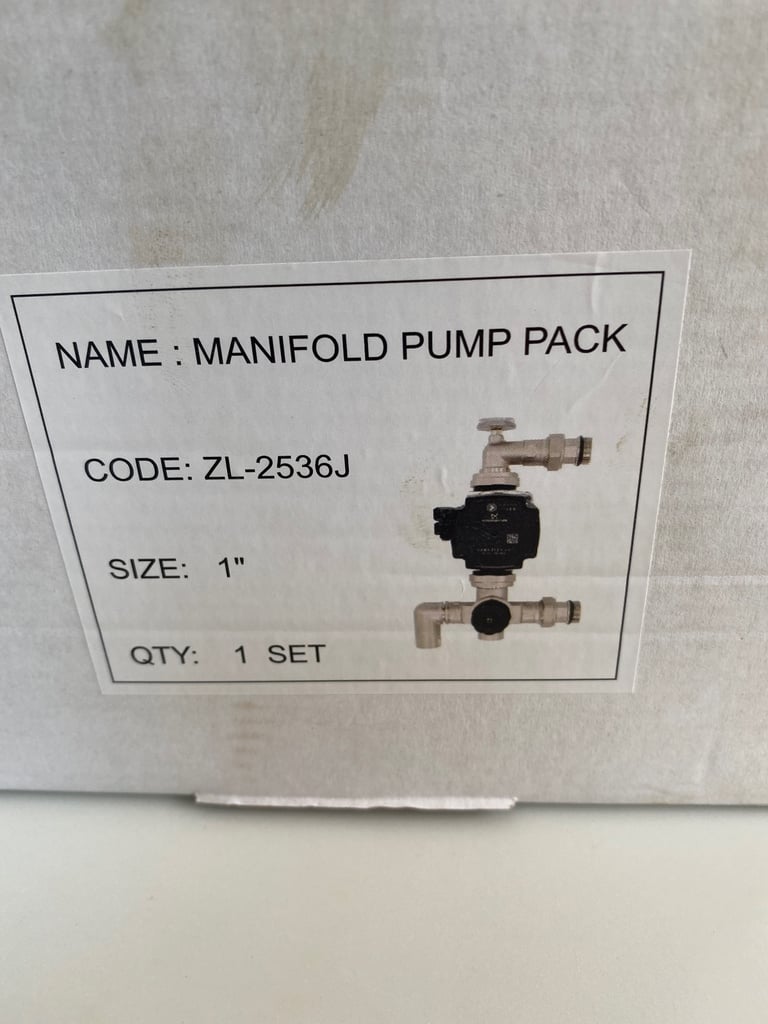 NAME : MANIFOLD PUMP PACK
CODE: ZL-2536J
SIZE: 1"
QTY: 1 SET